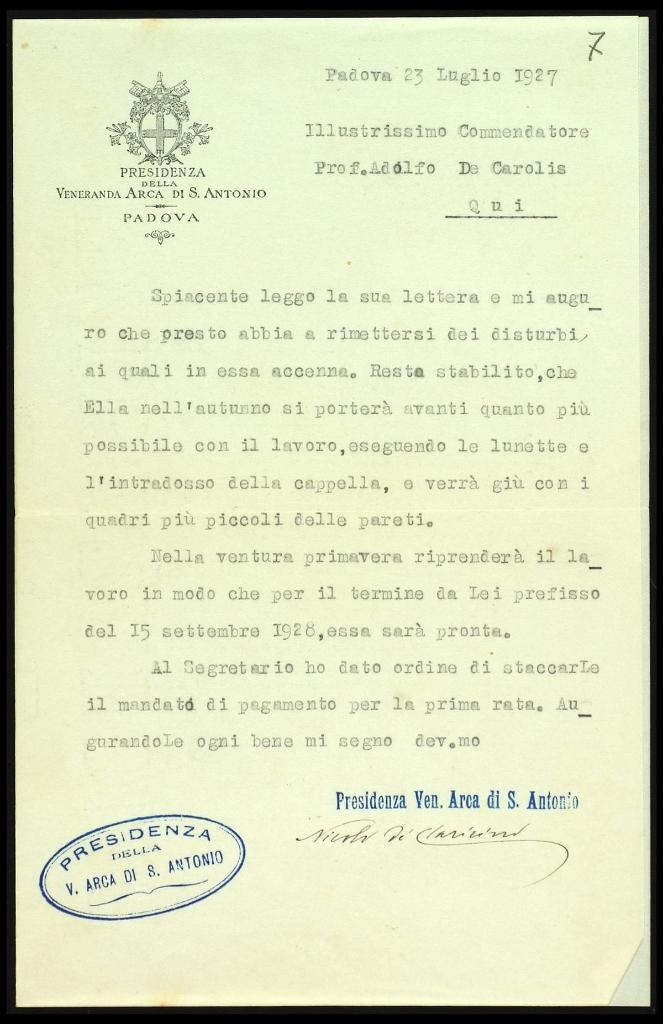 7
Padova 23 Luglio 1927
PRESIDENZA
DELLA
VENERANDA ARCA DI S. ANTONIO
PADOVA
Illustrissimo Commendatore
Prof.Adolfo De Carolis
Qui
Spiacente leggo la sua lettera e mi augu_
ro che presto abbia a rimettersi dei disturbi,
ai quali in essa accenna. Resta stabilito,che
Ella nell'autunno si porterà avanti quanto più
possibile con il lavoro,eseguendo le lunette e
l'intradosso della cappella, e verrà giù con i
quadri più piccoli delle pareti.
Nella ventura primavera riprenderà il la_
voro in modo che per il termine da Lei prefisso
del 15 settembre 1928,essa sarà pronta.
Al Segretario ho dato ordine di staccarLe
il mandato di pagamento per la prima rata. Au_
gurandoLe ogni bene mi segno dev.mo
Presidenza Ven. Arca di S. Antonio
Nicolò di
PRESIDENZA
DELLA
V. ARCA DI S. ANTONIO